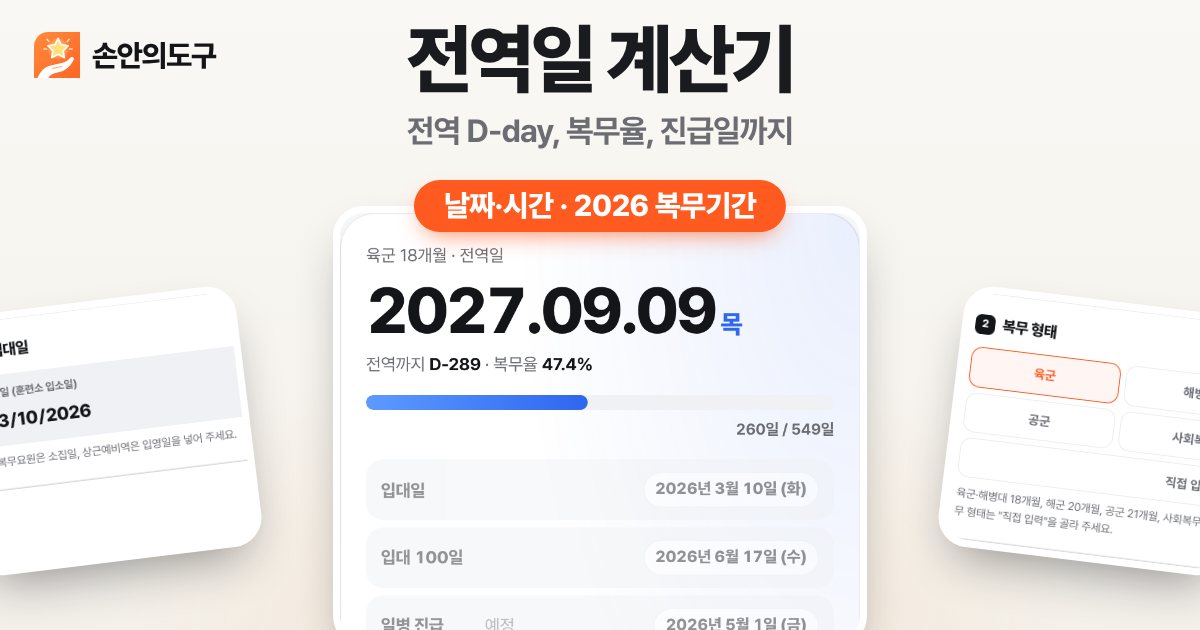 손안의도구
전역일 계산기
전역 D-day, 복무율, 진급일까지
날짜·시간 · 2026 복무기간
육군 18개월 · 전역일
2027.09.09 목
전역까지 D-289 · 복무율 47.4%
260일 / 549일
입대일 2026년 3월 10일 (화)
입대 100일 2026년 6월 17일 (수)
일병 진급 예정 2026년 5월 1일 (금)
대일
일 (훈련소 입소일)
3/10/2026
복무요원은 소집일, 상근예비역은 입영일을 넣어 주세요.
2 복무 형태
육군
해병
공군
사회복
직접 입
육군·해병대 18개월, 해군 20개월, 공군 21개월, 사회복무
무 형태는 "직접 입력"을 골라 주세요.